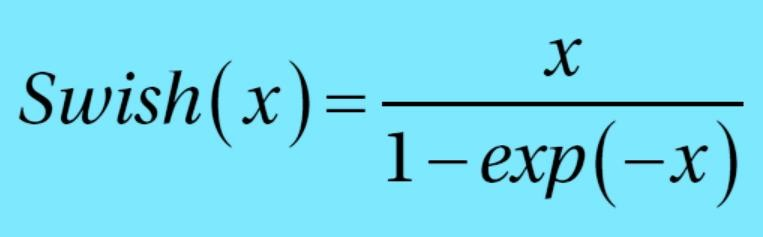 Swish(x) = x / 1 − exp(−x)